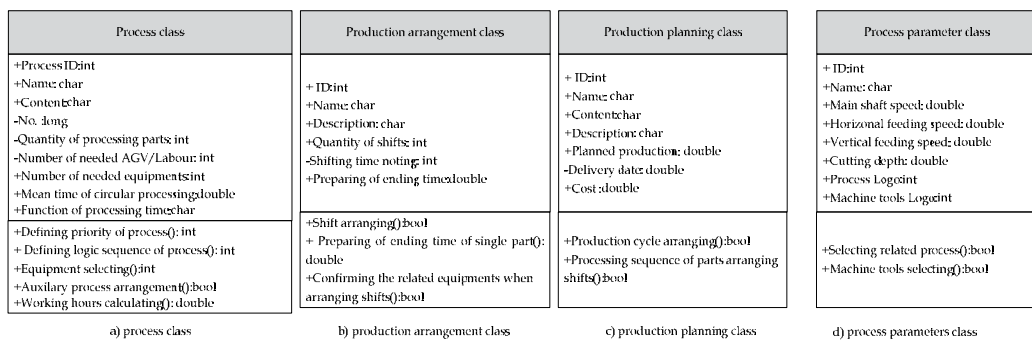 Process class
+Process ID:int
+Name: char
+Content:char
-No. :long
-Quantity of processing parts: int
-Number of needed AGV/Labour: int
+Number of needed equipments:int
+Mean time of circular processing:double
+Function of processing time:char
+Defining priority of process(): int
+ Defining logic sequence of process(): int
+Equipment selecting():int
+Auxilary process arrangement():bool
+Working hours calculating(): double
a) process class
Production arrangement class
+ ID:int
+Name: char
+Description: char
+Quantity of shifts: int
-Shifting time noting: int
+Preparing of ending time:double
+Shift arranging():bool
+ Preparing of ending time of single part():
double
+Confirming the related equipments when
arranging shifts():bool
b) production arrangement class
Production planning class
+ ID:int
+Name: char
+Content:char
+Description: char
+Planned production: double
-Delivery date: double
+Cost :double
+Production cycle arranging():bool
+Processing sequence of parts arranging
shifts():bool
c) production planning class
Process parameter class
+ ID:int
+Name: char
+Main shaft speed: double
+Horizonal feeding speed: double
+Vertical feeding speed: double
+Cutting depth: double
+Process Logo:int
+Machine tools Logo:int
+Selecting related process():bool
+Machine tools selecting():bool
d) process parameters class